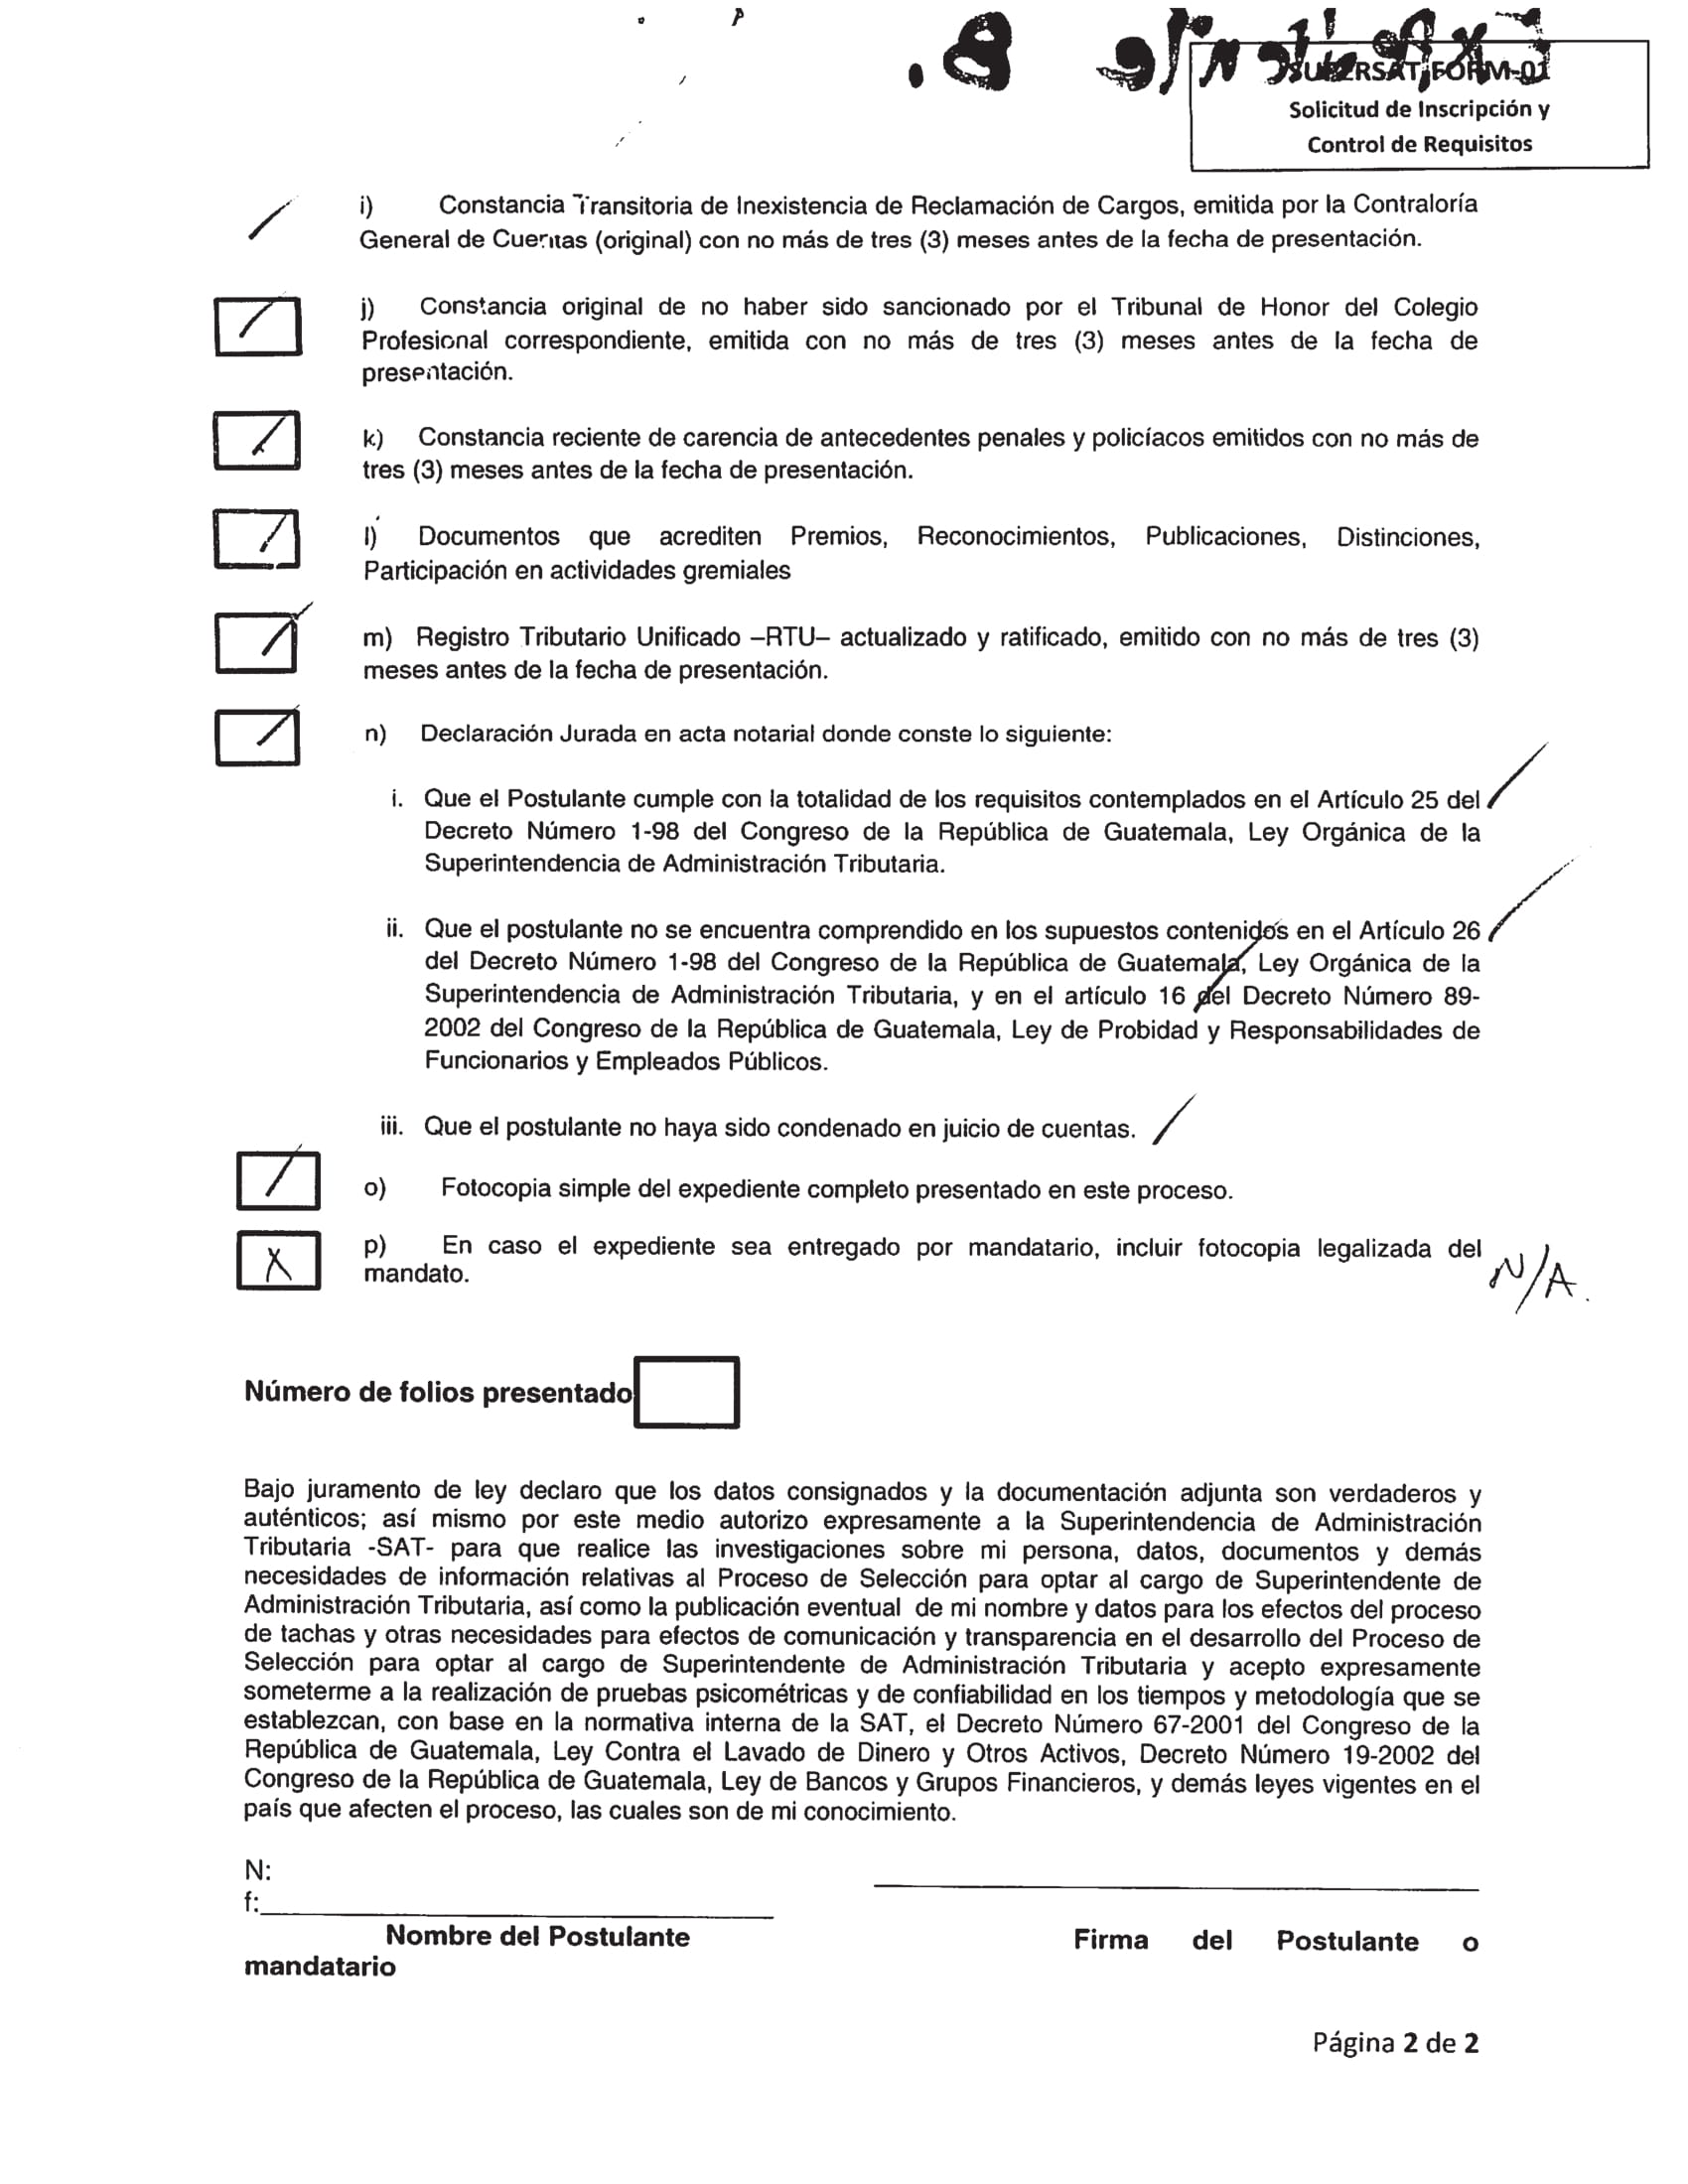 8.
SUPERSAT-FORM-01
Solicitud de Inscripción y
Control de Requisitos
i) Constancia Transitoria de Inexistencia de Reclamación de Cargos, emitida por la Contraloría
General de Cuentas (original) con no más de tres (3) meses antes de la fecha de presentación.
j) Constancia original de no haber sido sancionado por el Tribunal de Honor del Colegio
Profesional correspondiente, emitida con no más de tres (3) meses antes de la fecha de
presentación.
k) Constancia reciente de carencia de antecedentes penales y policíacos emitidos con no más de
tres (3) meses antes de la fecha de presentación.
l) Documentos que acrediten Premios, Reconocimientos, Publicaciones, Distinciones,
Participación en actividades gremiales
m) Registro Tributario Unificado –RTU– actualizado y ratificado, emitido con no más de tres (3)
meses antes de la fecha de presentación.
n) Declaración Jurada en acta notarial donde conste lo siguiente:
i. Que el Postulante cumple con la totalidad de los requisitos contemplados en el Artículo 25 del
Decreto Número 1-98 del Congreso de la República de Guatemala, Ley Orgánica de la
Superintendencia de Administración Tributaria.
ii. Que el postulante no se encuentra comprendido en los supuestos contenidos en el Artículo 26
del Decreto Número 1-98 del Congreso de la República de Guatemala, Ley Orgánica de la
Superintendencia de Administración Tributaria, y en el artículo 16 del Decreto Número 89-
2002 del Congreso de la República de Guatemala, Ley de Probidad y Responsabilidades de
Funcionarios y Empleados Públicos.
iii. Que el postulante no haya sido condenado en juicio de cuentas.
o) Fotocopia simple del expediente completo presentado en este proceso.
X p) En caso el expediente sea entregado por mandatario, incluir fotocopia legalizada del
mandato.
N/A.
Número de folios presentado
Bajo juramento de ley declaro que los datos consignados y la documentación adjunta son verdaderos y
auténticos; así mismo por este medio autorizo expresamente a la Superintendencia de Administración
Tributaria -SAT- para que realice las investigaciones sobre mi persona, datos, documentos y demás
necesidades de información relativas al Proceso de Selección para optar al cargo de Superintendente de
Administración Tributaria, así como la publicación eventual de mi nombre y datos para los efectos del proceso
de tachas y otras necesidades para efectos de comunicación y transparencia en el desarrollo del Proceso de
Selección para optar al cargo de Superintendente de Administración Tributaria y acepto expresamente
someterme a la realización de pruebas psicométricas y de confiabilidad en los tiempos y metodología que se
establezcan, con base en la normativa interna de la SAT, el Decreto Número 67-2001 del Congreso de la
República de Guatemala, Ley Contra el Lavado de Dinero y Otros Activos, Decreto Número 19-2002 del
Congreso de la República de Guatemala, Ley de Bancos y Grupos Financieros, y demás leyes vigentes en el
país que afecten el proceso, las cuales son de mi conocimiento.
N:
f:
Nombre del Postulante
Firma del Postulante o
mandatario
Página 2 de 2